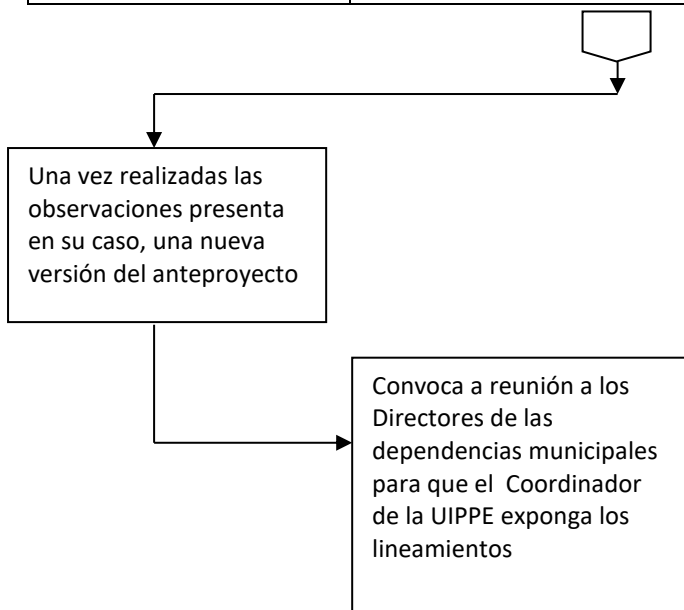 Una vez realizadas las
observaciones presenta
en su caso, una nueva
versión del anteproyecto
Convoca a reunión a los
Directores de las
dependencias municipales
para que el Coordinador
de la UIPPE exponga los
lineamientos